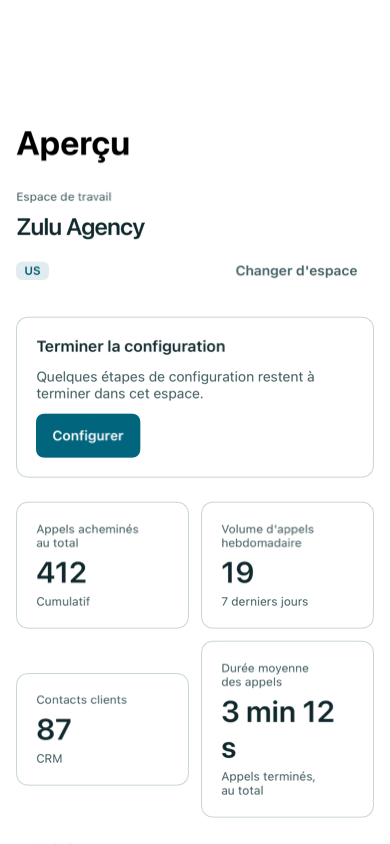 Aperçu
Espace de travail
Zulu Agency
US
Changer d'espace
Terminer la configuration
Quelques étapes de configuration restent à
terminer dans cet espace.
Configurer
Appels acheminés
au total
412
Cumulatif
Volume d'appels
hebdomadaire
19
7 derniers jours
Contacts clients
87
CRM
Durée moyenne
des appels
3 min 12
s
Appels terminés,
au total